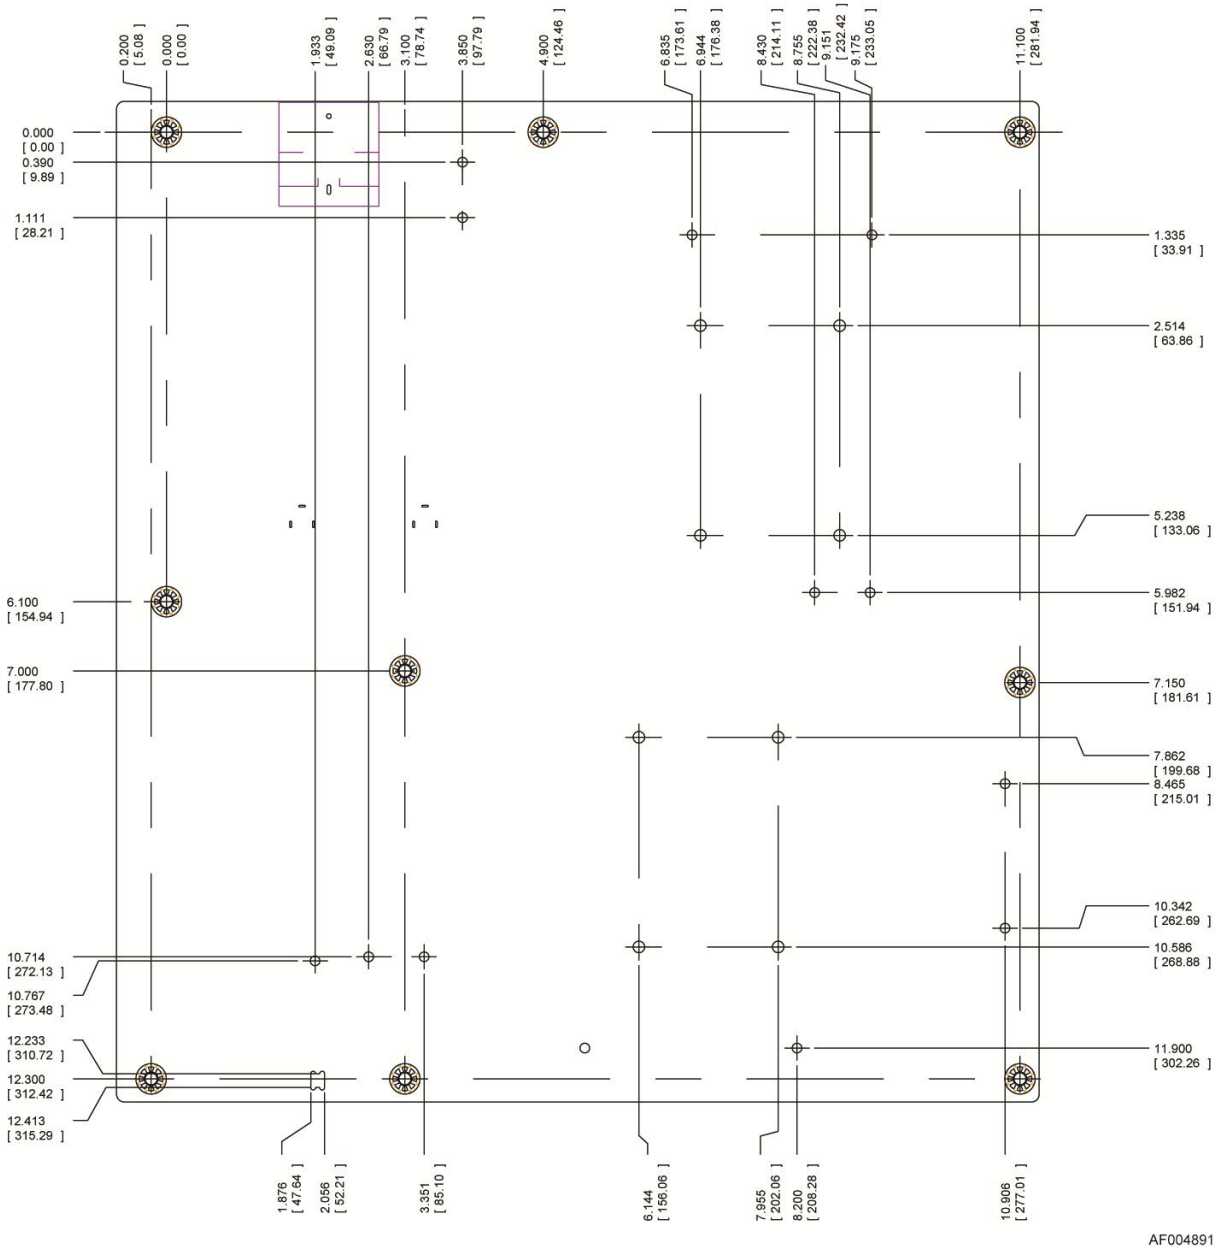 0.200
[ 5.08 ]
0.000
[ 0.00 ]
1.933
[ 49.09 ]
2.630
[ 66.79 ]
3.100
[ 78.74 ]
3.850
[ 97.79 ]
4.900
[ 124.46 ]
6.835
[ 173.61 ]
6.944
[ 176.38 ]
8.430
[ 214.11 ]
8.755
[ 222.38 ]
9.151
[ 232.42 ]
9.175
[ 233.05 ]
11.100
[ 281.94 ]
0.000
[ 0.00 ]
0.390
[ 9.89 ]
1.111
[ 28.21 ]
6.100
[ 154.94 ]
7.000
[ 177.80 ]
10.714
[ 272.13 ]
10.767
[ 273.48 ]
12.233
[ 310.72 ]
12.300
[ 312.42 ]
12.413
[ 315.29 ]
1.335
[ 33.91 ]
2.514
[ 63.86 ]
5.238
[ 133.06 ]
5.982
[ 151.94 ]
7.150
[ 181.61 ]
7.862
[ 199.68 ]
8.465
[ 215.01 ]
10.342
[ 262.69 ]
10.586
[ 268.88 ]
11.900
[ 302.26 ]
1.876
[ 47.64 ]
2.056
[ 52.21 ]
3.351
[ 85.10 ]
6.144
[ 156.06 ]
7.955
[ 202.06 ]
8.200
[ 208.28 ]
10.906
[ 277.01 ]
AF004891